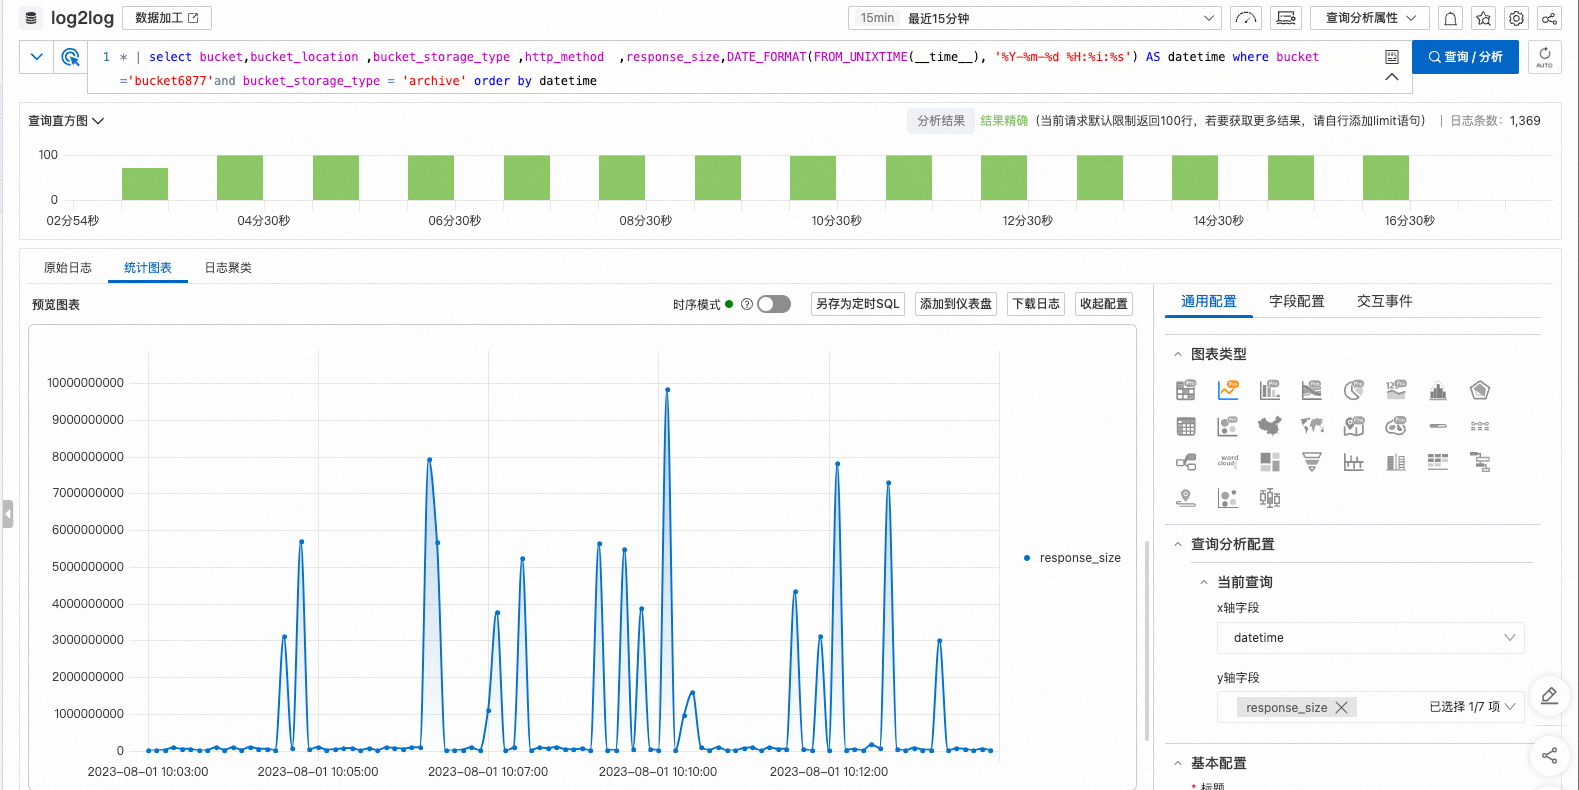 log2log
数据加工
15min 最近15分钟
查询分析属性
1 * | select bucket,bucket_location ,bucket_storage_type ,http_method  ,response_size,DATE_FORMAT(FROM_UNIXTIME(__time__), '%Y-%m-%d %H:%i:%s') AS datetime where bucket
='bucket6877'and bucket_storage_type = 'archive' order by datetime
查询 / 分析
AUTO
查询直方图
分析结果 结果精确 (当前请求默认限制返回100行，若要获取更多结果，请自行添加limit语句) | 日志条数： 1,369
100
0
02分54秒 04分30秒 06分30秒 08分30秒 10分30秒 12分30秒 14分30秒 16分30秒
原始日志 统计图表 日志聚类
预览图表
时序模式
另存为定时SQL 添加到仪表盘 下载日志 收起配置
10000000000
9000000000
8000000000
7000000000
6000000000
5000000000
4000000000
3000000000
2000000000
1000000000
0
2023-08-01 10:03:00 2023-08-01 10:05:00 2023-08-01 10:07:00 2023-08-01 10:10:00 2023-08-01 10:12:00
response_size
通用配置 字段配置 交互事件
图表类型
word
cloud
查询分析配置
当前查询
x轴字段
datetime
y轴字段
response_size 已选择 1/7 项
基本配置
* 标题